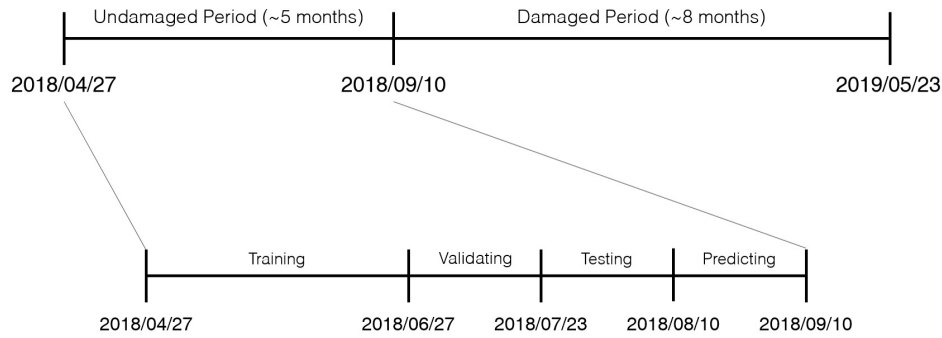 Undamaged Period (~5 months)
Damaged Period (~8 months)
2018/04/27
2018/09/10
2019/05/23
Training
Validating
Testing
Predicting
2018/04/27
2018/06/27
2018/07/23
2018/08/10
2018/09/10